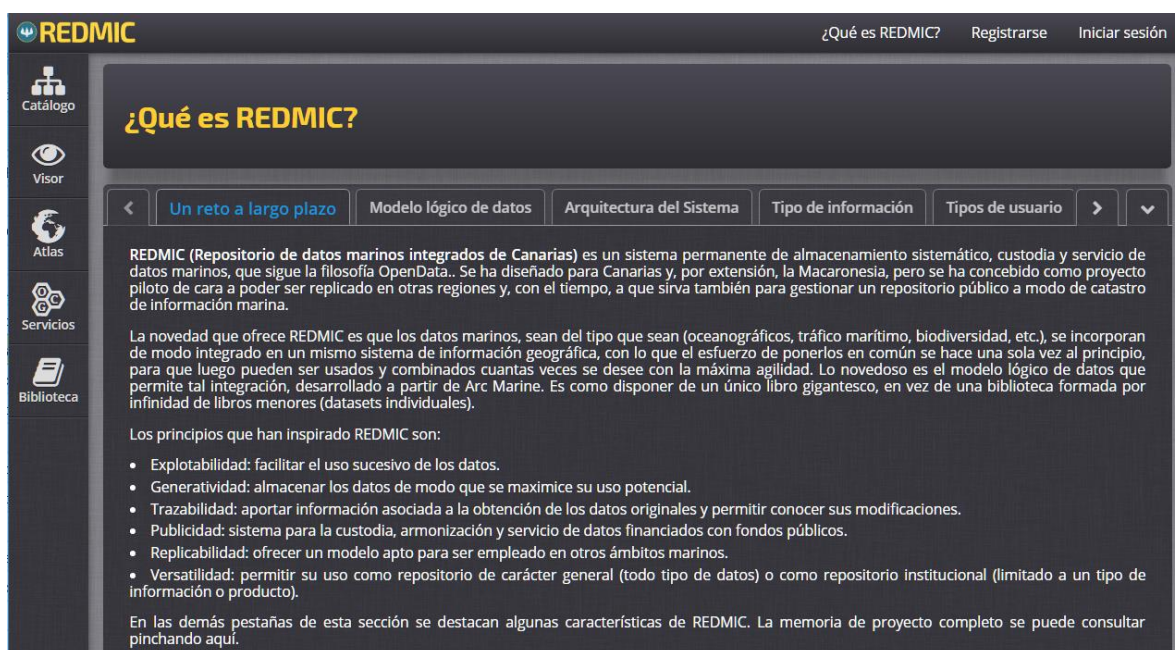 REDMIC
¿Qué es REDMIC? Registrarse Iniciar sesión
Catálogo
Visor
Atlas
Servicios
Biblioteca
¿Qué es REDMIC?
Un reto a largo plazo Modelo lógico de datos Arquitectura del Sistema Tipo de información Tipos de usuario
REDMIC (Repositorio de datos marinos integrados de Canarias) es un sistema permanente de almacenamiento sistemático, custodia y servicio de
datos marinos, que sigue la filosofía OpenData.. Se ha diseñado para Canarias y, por extensión, la Macaronesia, pero se ha concebido como proyecto
piloto de cara a poder ser replicado en otras regiones y, con el tiempo, a que sirva también para gestionar un repositorio público a modo de catastro
de información marina.
La novedad que ofrece REDMIC es que los datos marinos, sean del tipo que sean (oceanográficos, tráfico marítimo, biodiversidad, etc.), se incorporan
de modo integrado en un mismo sistema de información geográfica, con lo que el esfuerzo de ponerlos en común se hace una sola vez al principio,
para que luego pueden ser usados y combinados cuantas veces se desee con la máxima agilidad. Lo novedoso es el modelo lógico de datos que
permite tal integración, desarrollado a partir de Arc Marine. Es como disponer de un único libro gigantesco, en vez de una biblioteca formada por
infinidad de libros menores (datasets individuales).
Los principios que han inspirado REDMIC son:
• Explotabilidad: facilitar el uso sucesivo de los datos.
• Generatividad: almacenar los datos de modo que se maximice su uso potencial.
• Trazabilidad: aportar información asociada a la obtención de los datos originales y permitir conocer sus modificaciones.
• Publicidad: sistema para la custodia, armonización y servicio de datos financiados con fondos públicos.
• Replicabilidad: ofrecer un modelo apto para ser empleado en otros ámbitos marinos.
• Versatilidad: permitir su uso como repositorio de carácter general (todo tipo de datos) o como repositorio institucional (limitado a un tipo de
información o producto).
En las demás pestañas de esta sección se destacan algunas características de REDMIC. La memoria de proyecto completo se puede consultar
pinchando aquí.